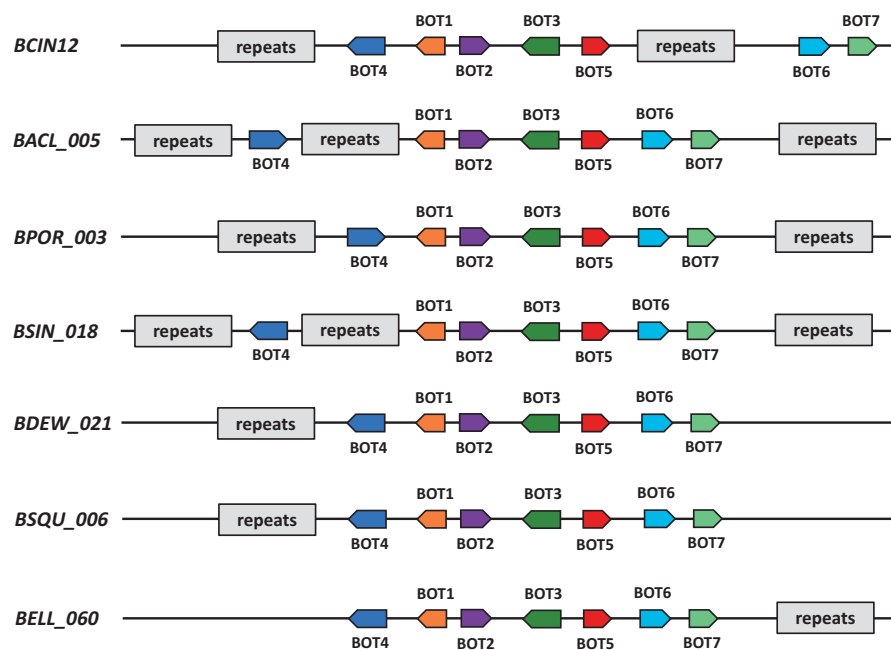 BOT7
BOT1 BOT3
BCIN12 repeats repeats
BOT4 BOT2 BOT5 BOT6
BOT1 BOT3 BOT6
BACL_005 repeats repeats repeats
BOT4 BOT2 BOT5 BOT7
BOT1 BOT3 BOT6
BPOR_003 repeats repeats
BOT4 BOT2 BOT5 BOT7
BOT1 BOT3 BOT6
BSIN_018 repeats repeats repeats
BOT4 BOT2 BOT5 BOT7
BOT1 BOT3 BOT6
BDEW_021 repeats
BOT4 BOT2 BOT5 BOT7
BOT1 BOT3 BOT6
BSQU_006 repeats
BOT4 BOT2 BOT5 BOT7
BOT1 BOT3 BOT6
BELL_060 repeats
BOT4 BOT2 BOT5 BOT7